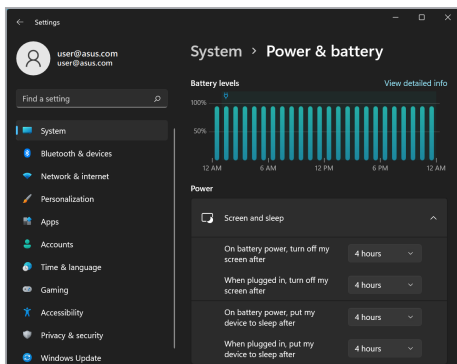 Settings
user@asus.com
user@asus.com
Find a setting
System
Bluetooth & devices
Network & internet
Personalization
Apps
Accounts
Time & language
Gaming
Accessibility
Privacy & security
Windows Update
System > Power & battery
Battery levels
View detailed info
100%
50%
12 AM
6 AM
12 PM
6 PM
12 AM
Power
Screen and sleep
On battery power, turn off my
screen after
4 hours
When plugged in, turn off my
screen after
4 hours
On battery power, put my
device to sleep after
4 hours
When plugged in, put my
device to sleep after
4 hours